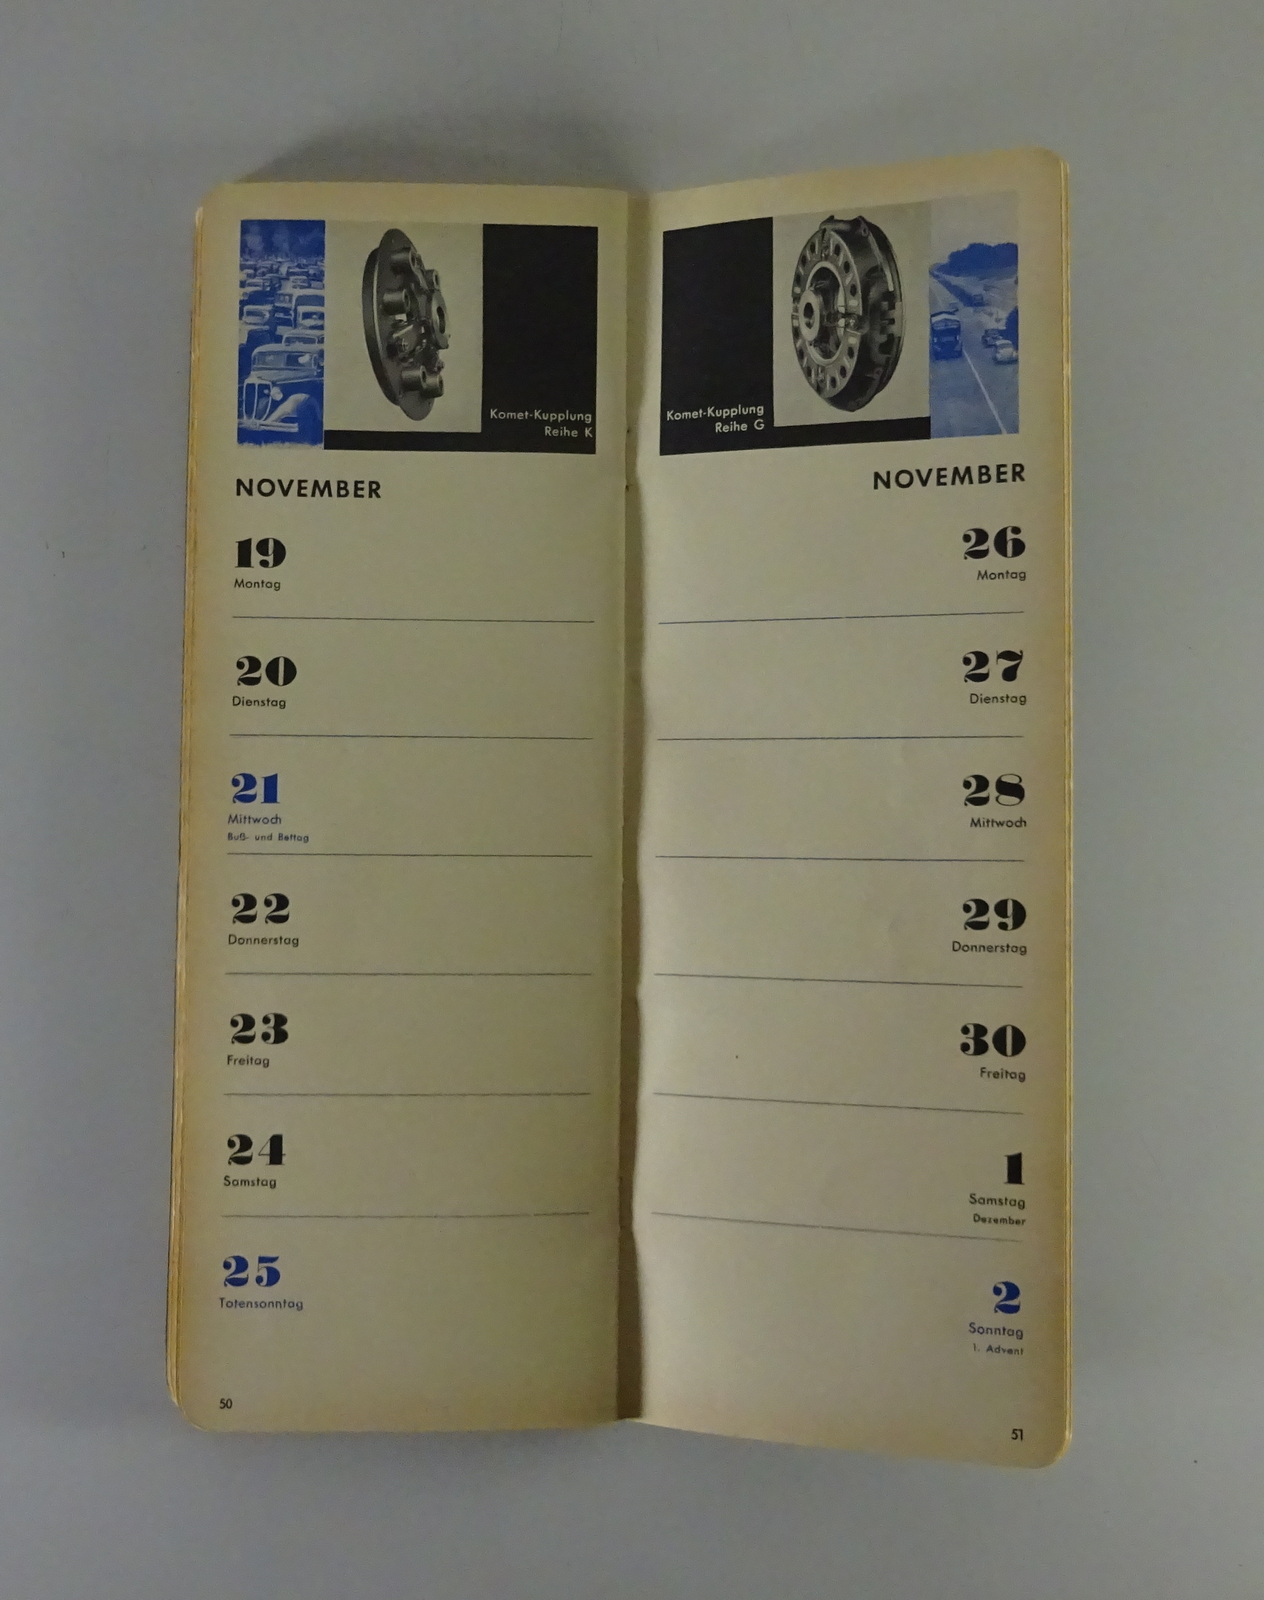 Komet-Kupplung
Reihe K
NOVEMBER
19
Montag
20
Dienstag
21
Mittwoch
Buß- und Bettag
22
Donnerstag
23
Freitag
24
Samstag
25
Totensonntag
50
Komet-Kupplung
Reihe G
NOVEMBER
26
Montag
27
Dienstag
28
Mittwoch
29
Donnerstag
30
Freitag
1
Samstag
Dezember
2
Sonntag
1. Advent
51